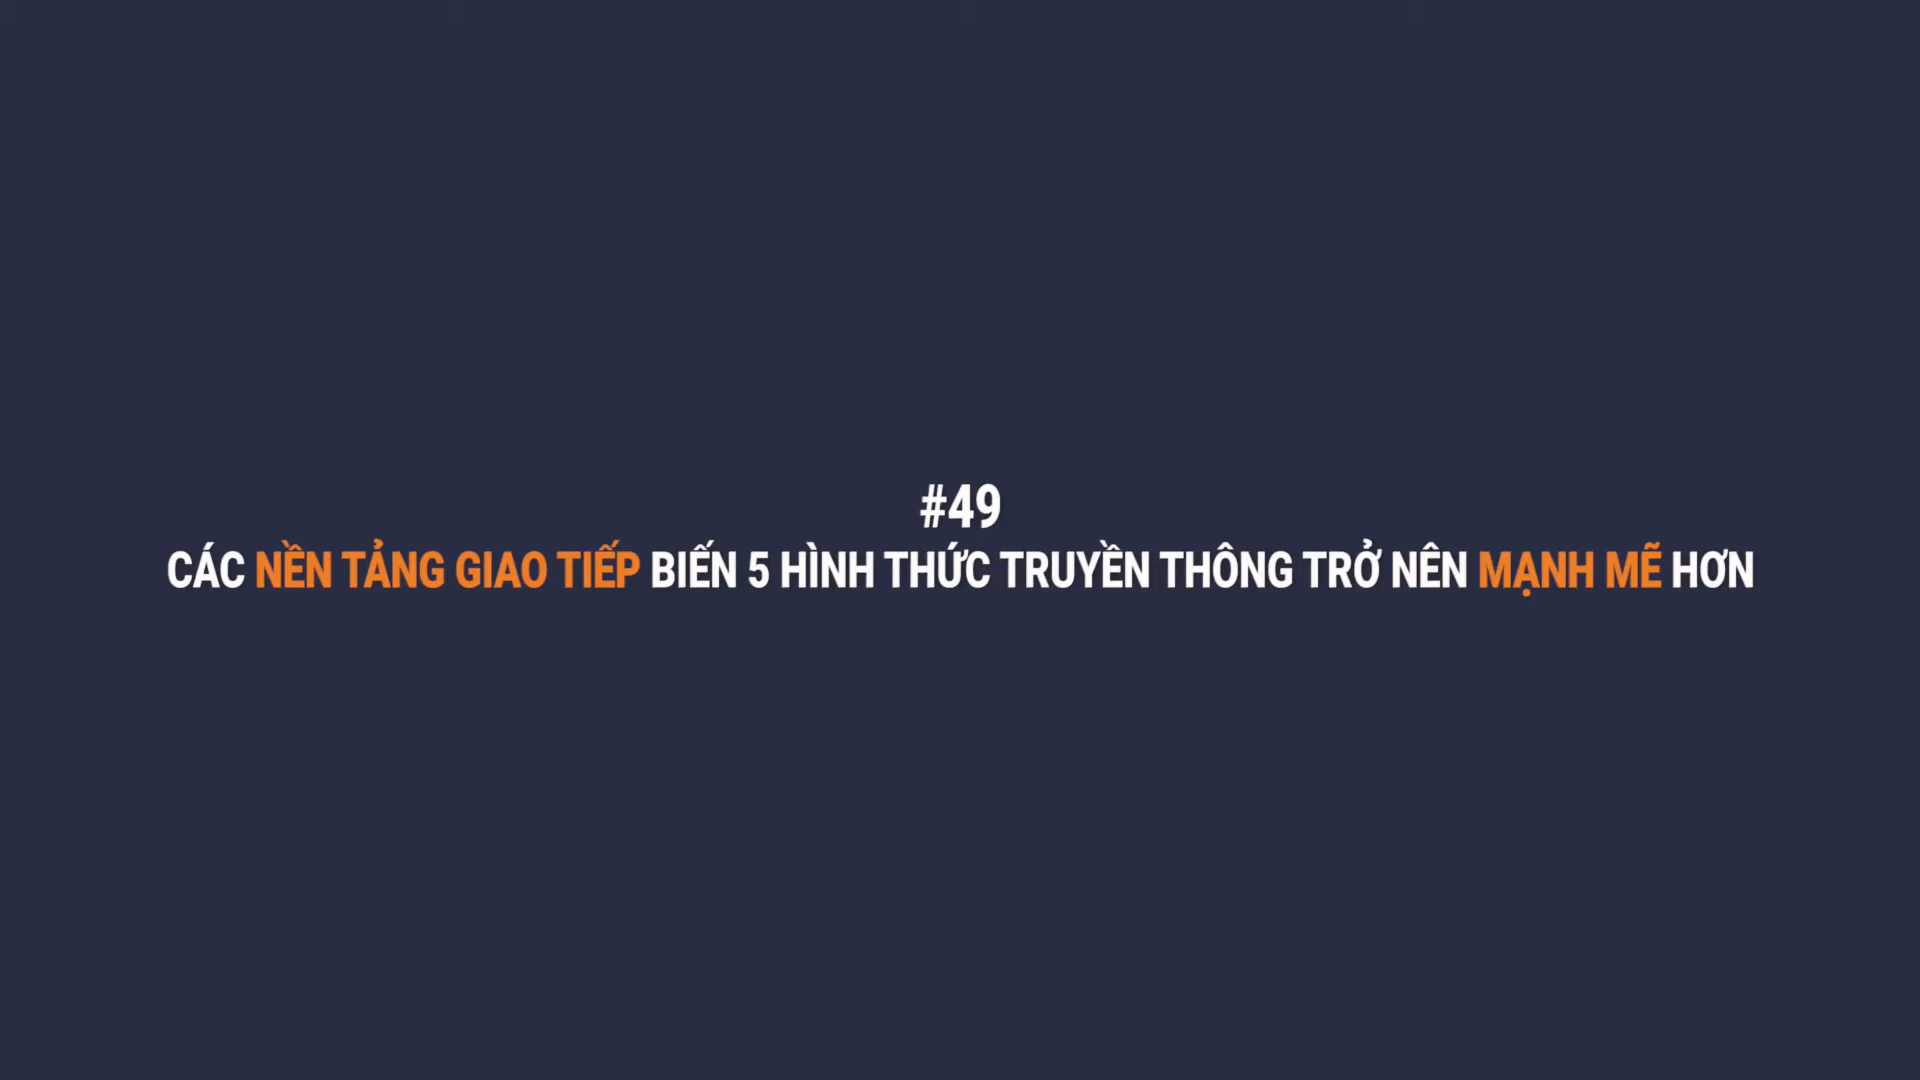 #49
CÁC NỀN TẢNG GIAO TIẾP BIẾN 5 HÌNH THỨC TRUYỀN THÔNG TRỞ NÊN MẠNH MẼ HƠN